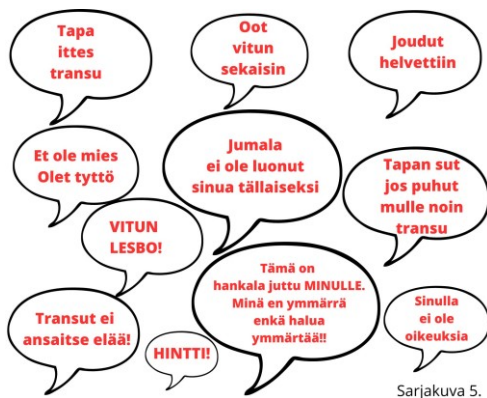 Tapa
ittes
transu
Oot
vitun
sekaisin
Joudut
helvettiin
Et ole mies
Olet tyttö
Jumala
ei ole luonut
sinua tällaiseksi
Tapan sut
jos puhut
mulle noin
transu
VITUN
LESBO!
Tämä on
hankala juttu MINULLE.
Minä en ymmärrä
enkä halua
ymmärtää!!
Transut ei
ansaitse elää!
HINTTI!
Sinulla
ei ole
oikeuksia
Sarjakuva 5.